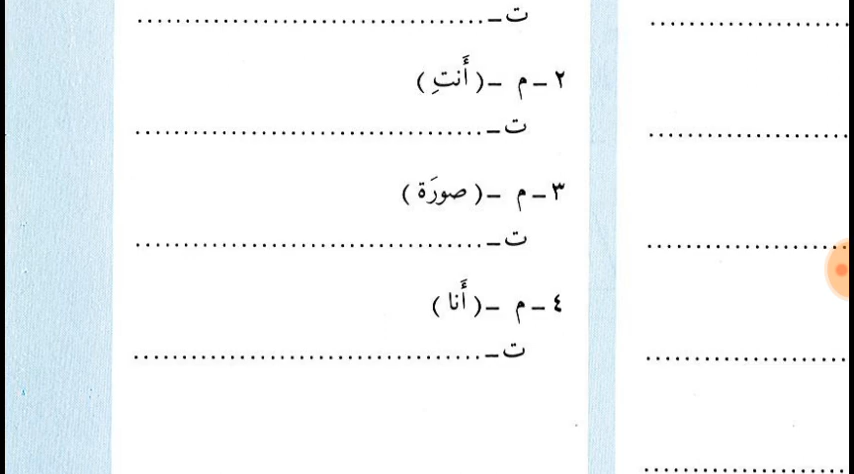 ت – ....................................
٢ – م – ( أَنتِ )
ت – ....................................
٣ – م – ( صورَة )
ت – ....................................
٤ – م – ( أَنا )
ت – ....................................